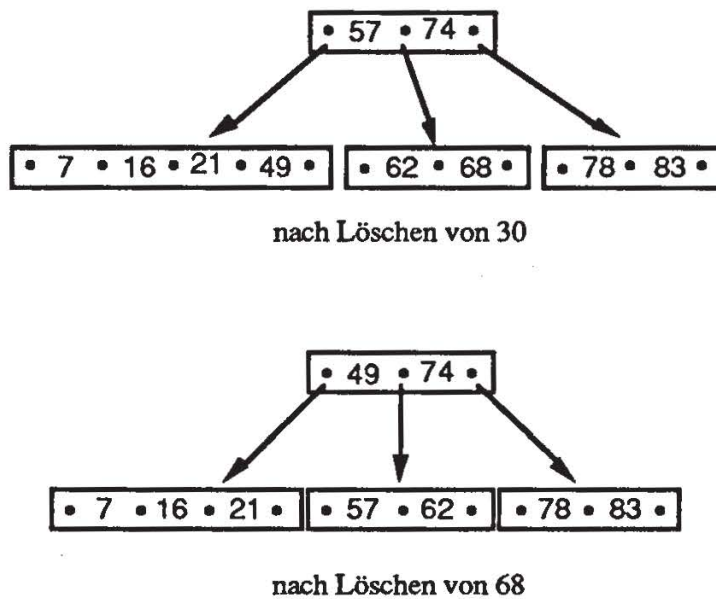 • 57 • 74 •
• 7 • 16 • 21 • 49 • • 62 • 68 • • 78 • 83 •
nach Löschen von 30
• 49 • 74 •
• 7 • 16 • 21 • • 57 • 62 • • 78 • 83 •
nach Löschen von 68